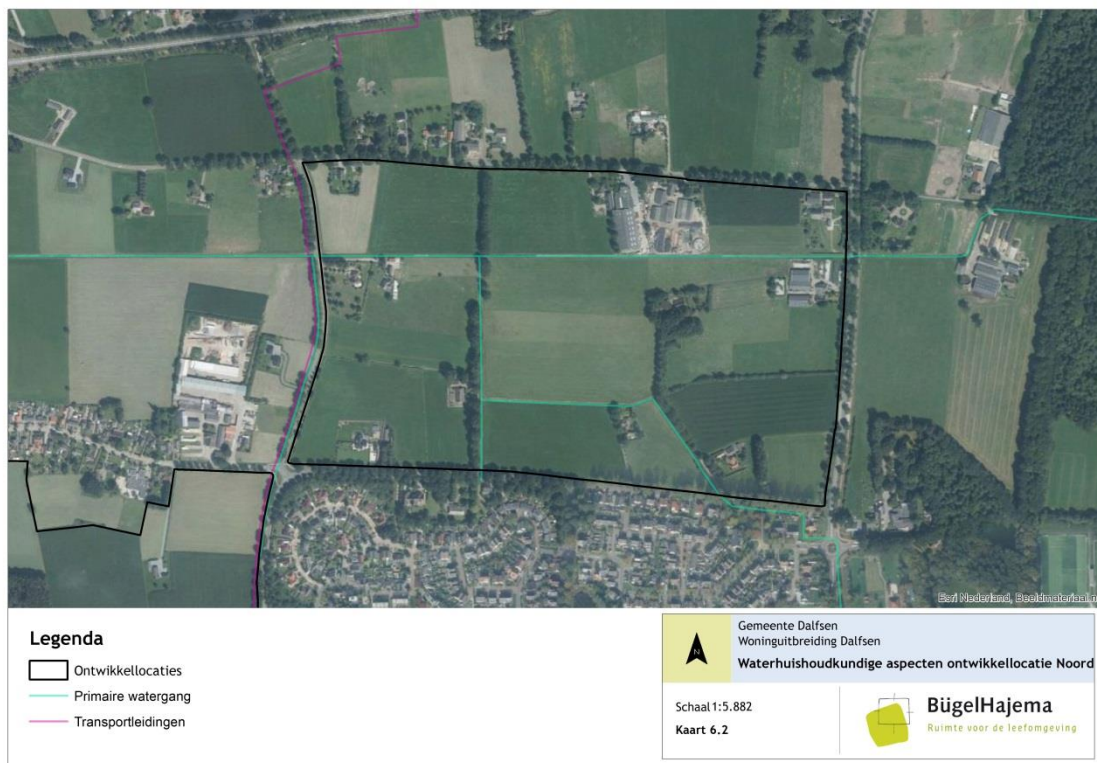 Esri Nederland, Beeldmateriaal.n
Legenda
Ontwikkellocaties
Primaire watergang
Transportleidingen
N
Gemeente Dalfsen
Woninguitbreiding Dalfsen
Waterhuishoudkundige aspecten ontwikkellocatie Noord
Schaal 1:5.882
Kaart 6.2
BügelHajema
Ruimte voor de leefomgeving